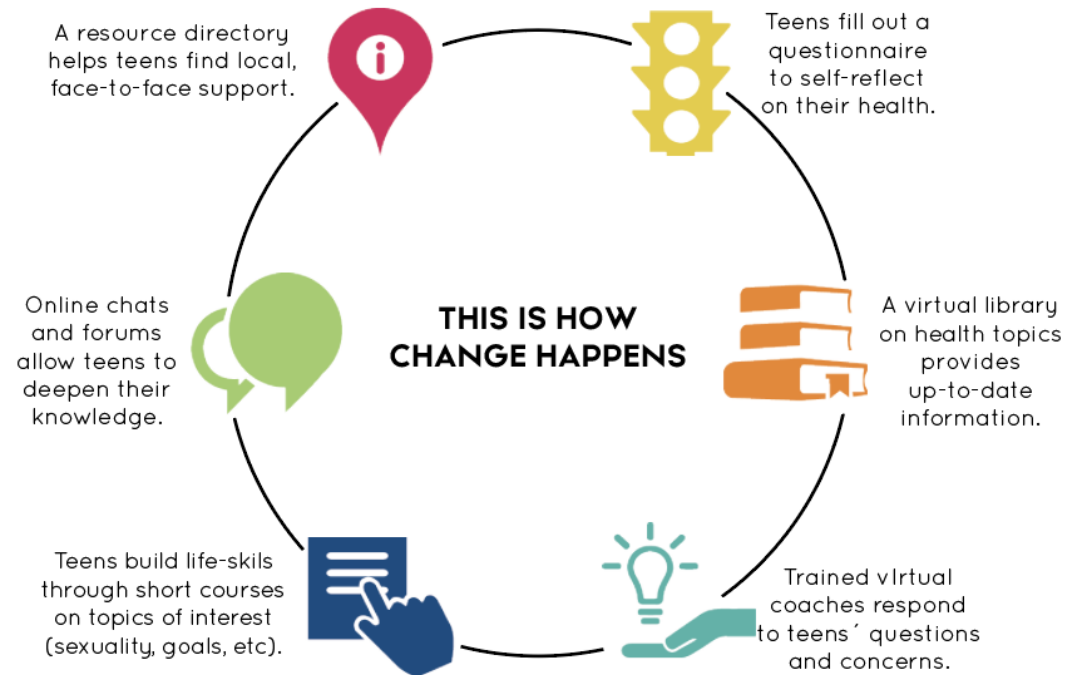 A resource directory
helps teens find local,
face-to-face support.
Teens fill out a
questionnaire
to self-reflect
on their health.
Online chats
and forums
allow teens to
deepen their
knowledge.
THIS IS HOW
CHANGE HAPPENS
A virtual library
on health topics
provides
up-to-date
information.
Teens build life-skils
through short courses
on topics of interest
(sexuality, goals, etc).
Trained vIrtual
coaches respond
to teens´ questions
and concerns.